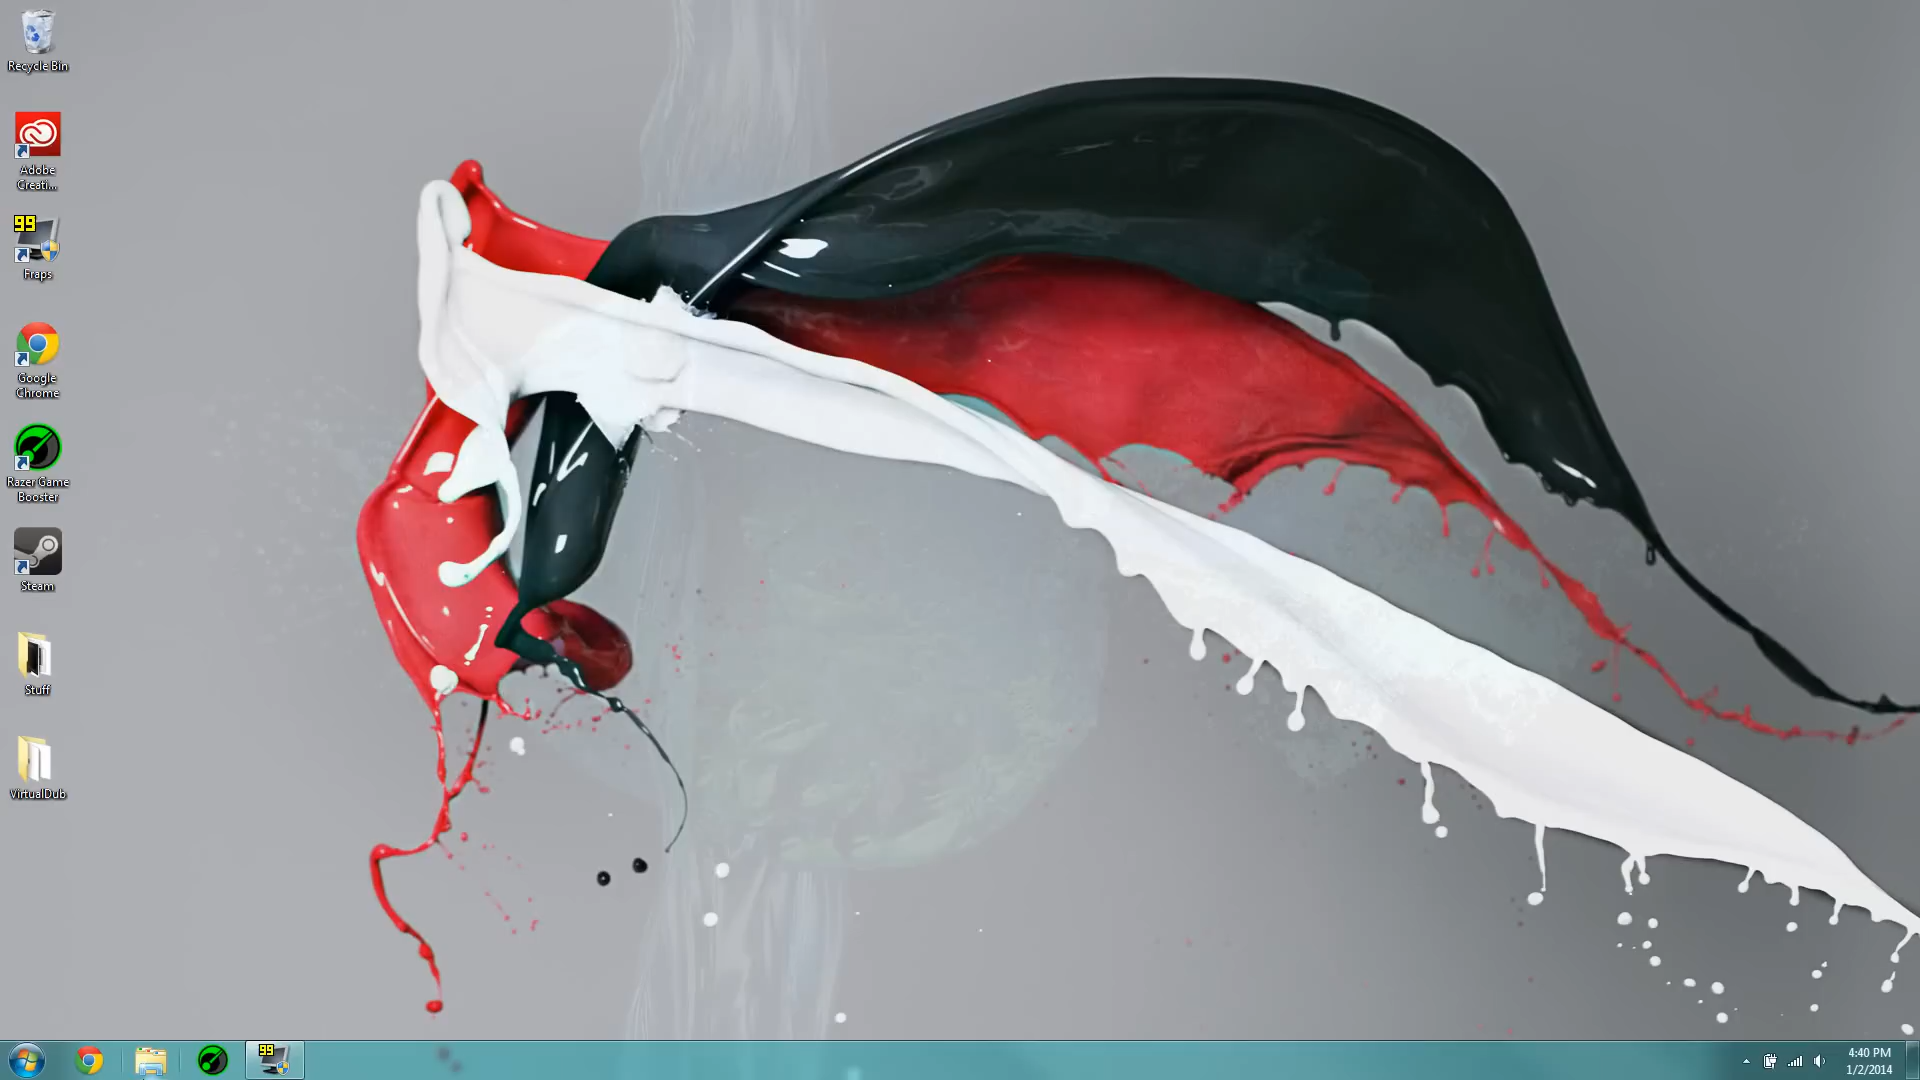 Recycle Bin
Adobe
Creati...
99
Fraps
Google
Chrome
Razer Game
Booster
Steam
Stuff
VirtualDub
99
4:40 PM
1/2/2014